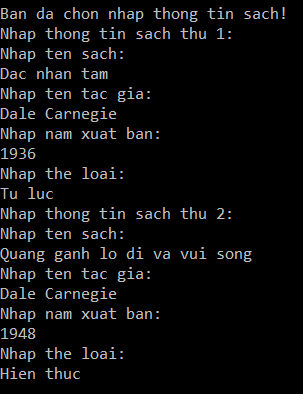 Ban da chon nhap thong tin sach!
Nhap thong tin sach thu 1:
Nhap ten sach:
Dac nhan tam
Nhap ten tac gia:
Dale Carnegie
Nhap nam xuat ban:
1936
Nhap the loai:
Tu luc
Nhap thong tin sach thu 2:
Nhap ten sach:
Quang ganh lo di va vui song
Nhap ten tac gia:
Dale Carnegie
Nhap nam xuat ban:
1948
Nhap the loai:
Hien thuc